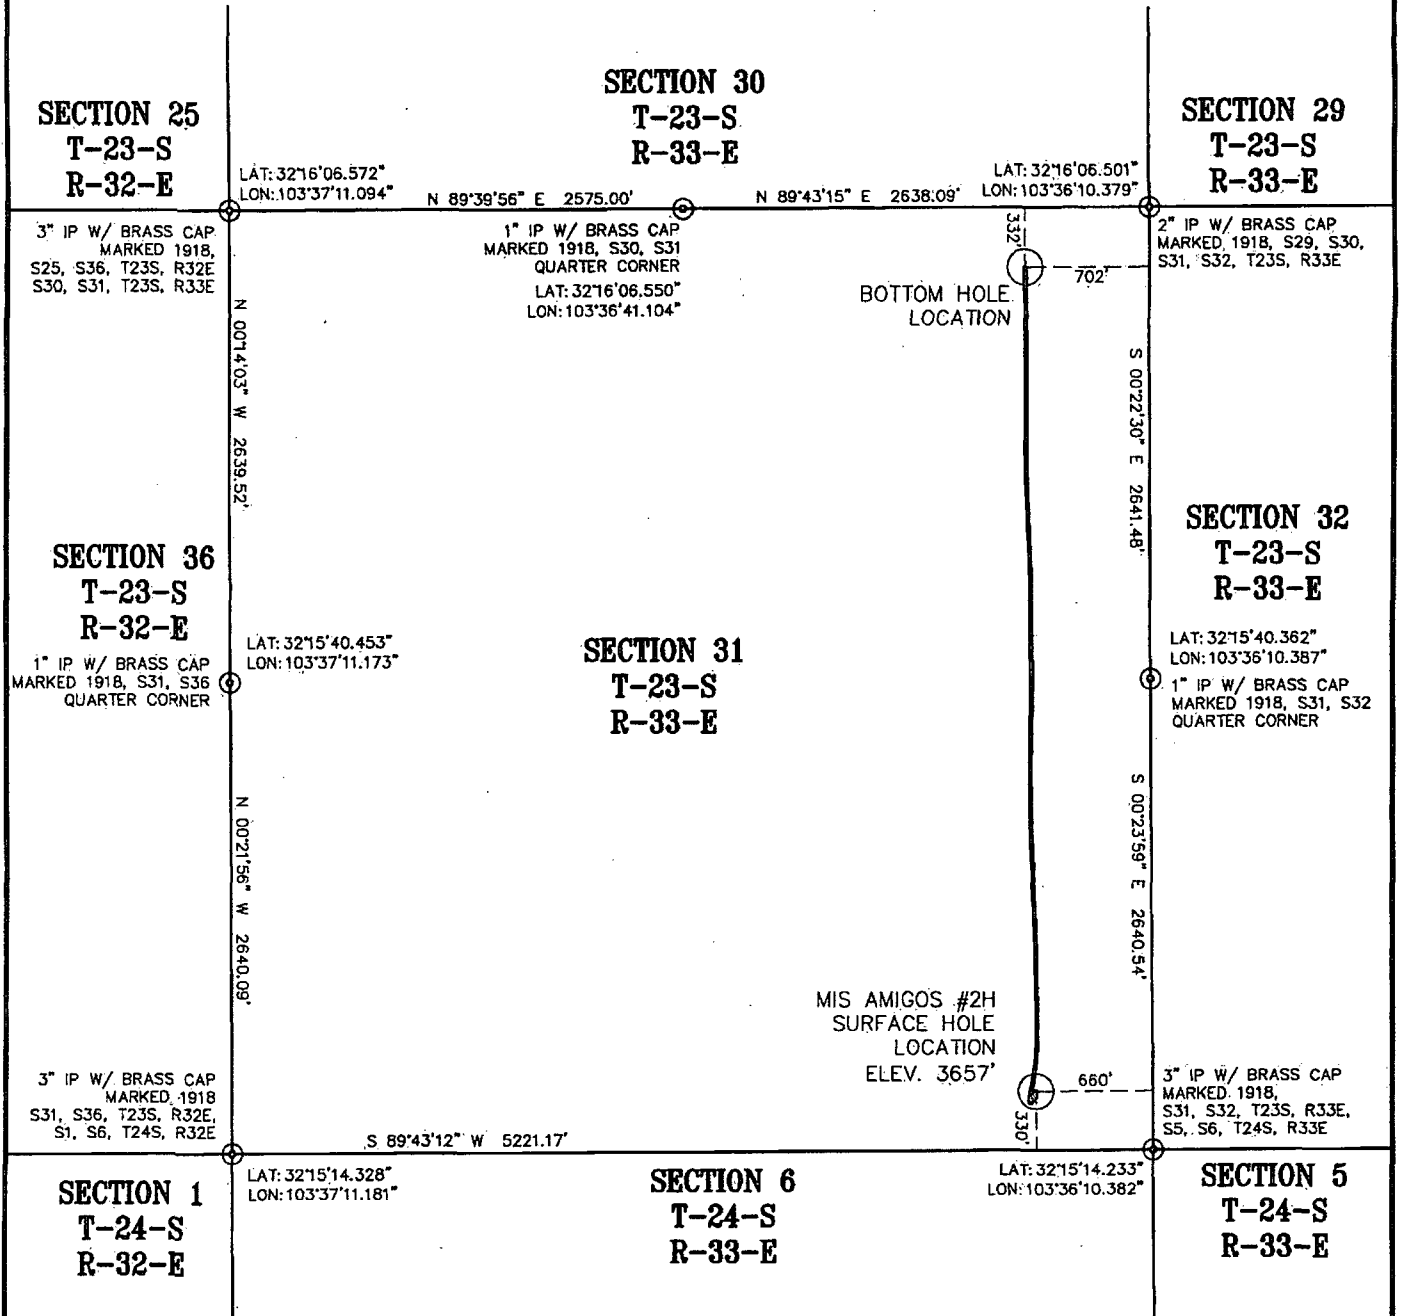 SECTION 25
T-23-S
R-32-E
SECTION 30
T-23-S
R-33-E
SECTION 29
T-23-S
R-33-E
LAT: 32°16'06.572"
LON: 103°37'11.094"
N 89°39'56" E 2575.00'
N 89°43'15" E 2638.09'
LAT: 32°16'06.501"
LON: 103°36'10.379"
3" IP W/ BRASS CAP
MARKED 1918,
S25, S36, T23S, R32E
S30, S31, T23S, R33E
1" IP W/ BRASS CAP
MARKED 1918, S30, S31
QUARTER CORNER
LAT: 32°16'06.550"
LON: 103°36'41.104"
2" IP W/ BRASS CAP
MARKED, 1918, S29, S30,
S31, S32, T23S, R33E
332'
702'
BOTTOM HOLE
LOCATION
N 00°14'03" W 2639.52'
S 00°22'30" E 2641.48'
SECTION 36
T-23-S
R-32-E
1" IP W/ BRASS CAP
MARKED 1918, S31, S36
QUARTER CORNER
LAT: 32°15'40.453"
LON: 103°37'11.173"
SECTION 31
T-23-S
R-33-E
SECTION 32
T-23-S
R-33-E
LAT: 32°15'40.362"
LON: 103°36'10.387"
1" IP W/ BRASS CAP
MARKED 1918, S31, S32
QUARTER CORNER
N 00°21'56" W 2640.09'
S 00°23'59" E 2640.54'
MIS AMIGOS #2H
SURFACE HOLE
LOCATION
ELEV. 3657'
660'
330'
3" IP W/ BRASS CAP
MARKED 1918
S31, S36, T23S, R32E,
S1, S6, T24S, R32E
3" IP W/ BRASS CAP
MARKED 1918,
S31, S32, T23S, R33E,
S5, S6, T24S, R33E
S 89°43'12" W 5221.17'
LAT: 32°15'14.328"
LON: 103°37'11.181"
LAT: 32°15'14.233"
LON: 103°36'10.382"
SECTION 1
T-24-S
R-32-E
SECTION 6
T-24-S
R-33-E
SECTION 5
T-24-S
R-33-E